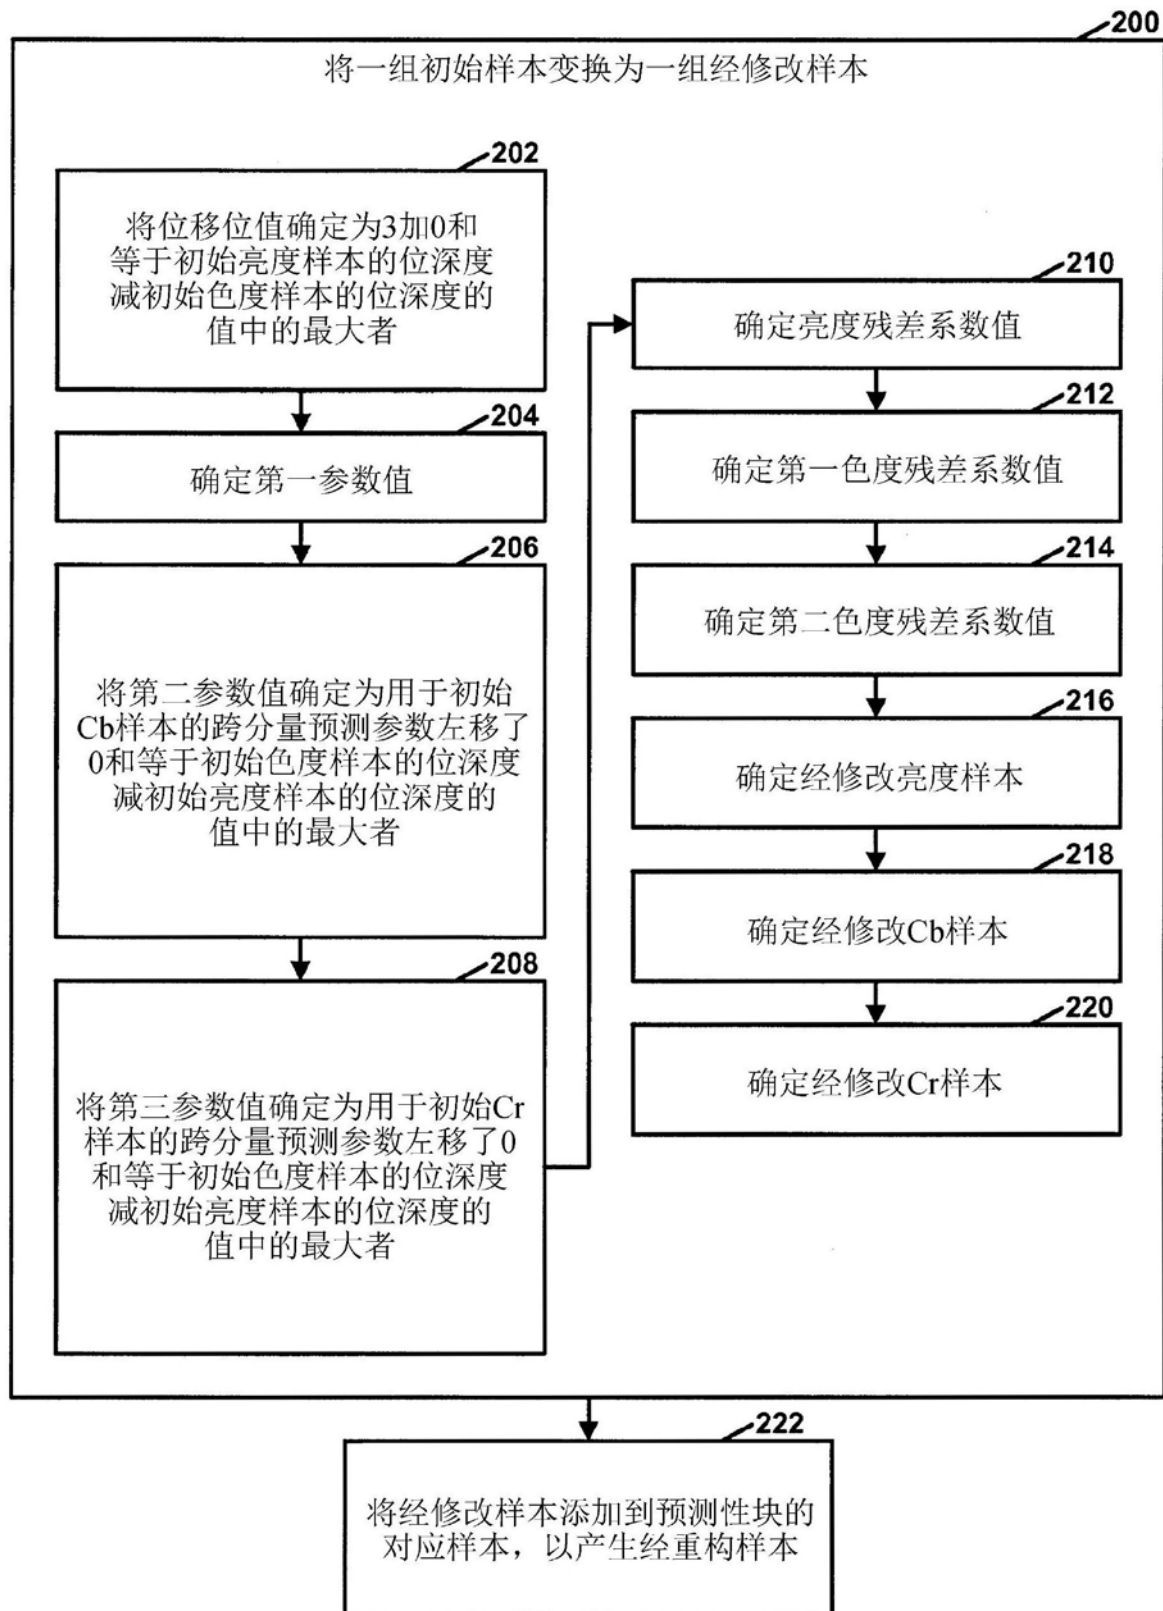 200
将一组初始样本变换为一组经修改样本
202
将位移位值确定为3加0和
等于初始亮度样本的位深度
减初始色度样本的位深度的
值中的最大者
204
确定第一参数值
206
将第二参数值确定为用于初始
Cb样本的跨分量预测参数左移了
0和等于初始色度样本的位深度
减初始亮度样本的位深度的
值中的最大者
208
将第三参数值确定为用于初始Cr
样本的跨分量预测参数左移了0
和等于初始色度样本的位深度
减初始亮度样本的位深度的
值中的最大者
210
确定亮度残差系数值
212
确定第一色度残差系数值
214
确定第二色度残差系数值
216
确定经修改亮度样本
218
确定经修改Cb样本
220
确定经修改Cr样本
222
将经修改样本添加到预测性块的
对应样本，以产生经重构样本